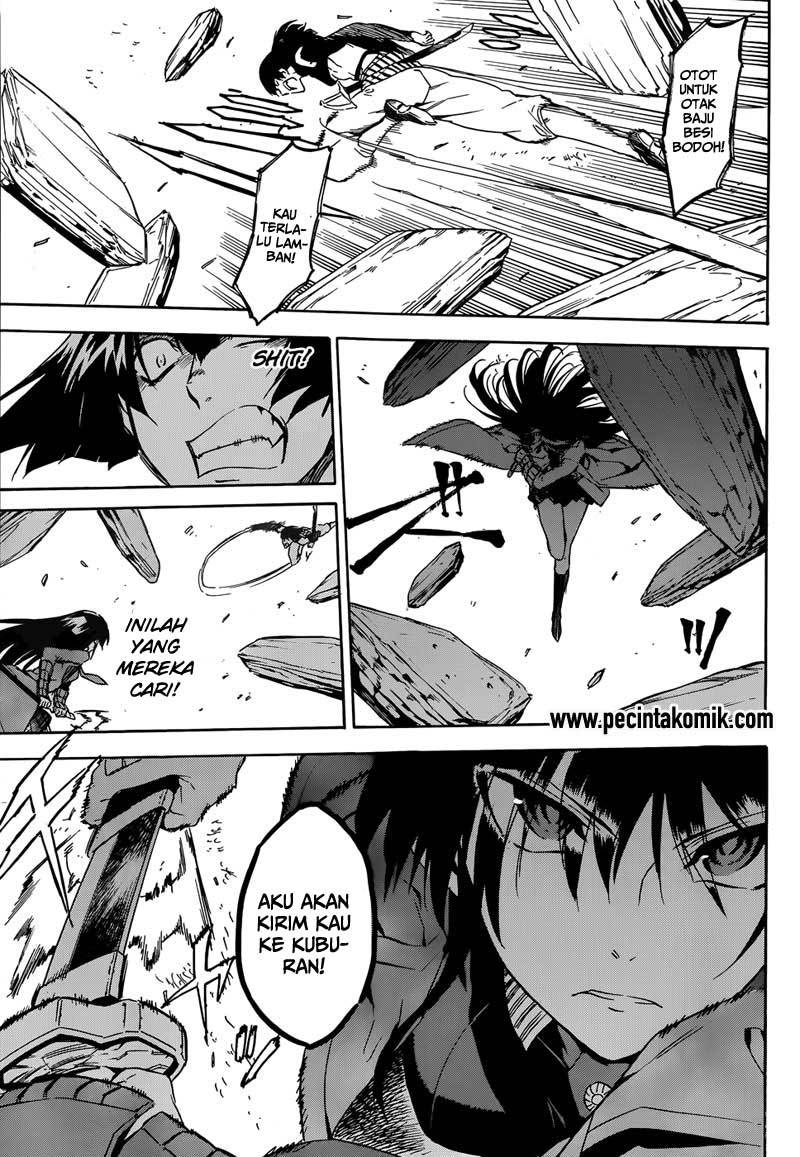 OTOT
UNTUK
OTAK
BAJU
BESI
BODOH!
KAU
TERLA-
LU LAM-
BAN!
SHIT!
INILAH
YANG
MEREKA
CARI!
www.pecintakomik.com
AKU AKAN
KIRIM KAU
KE KUBU-
RAN!